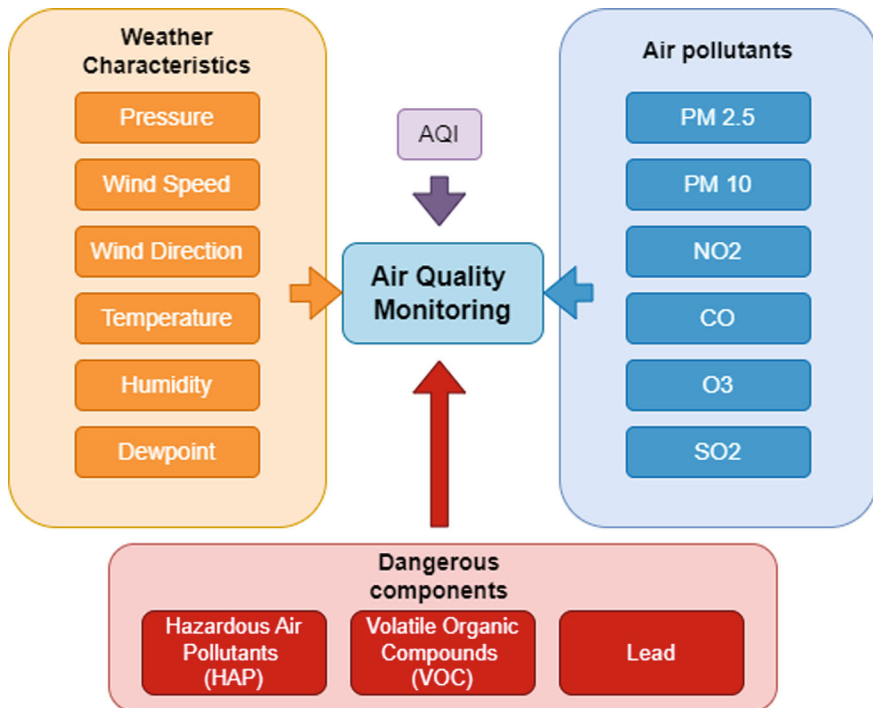 Weather
Characteristics
Pressure
Wind Speed
Wind Direction
Temperature
Humidity
Dewpoint
AQI
Air Quality
Monitoring
Air pollutants
PM 2.5
PM 10
NO2
CO
O3
SO2
Dangerous
components
Hazardous Air
Pollutants
(HAP)
Volatile Organic
Compounds
(VOC)
Lead